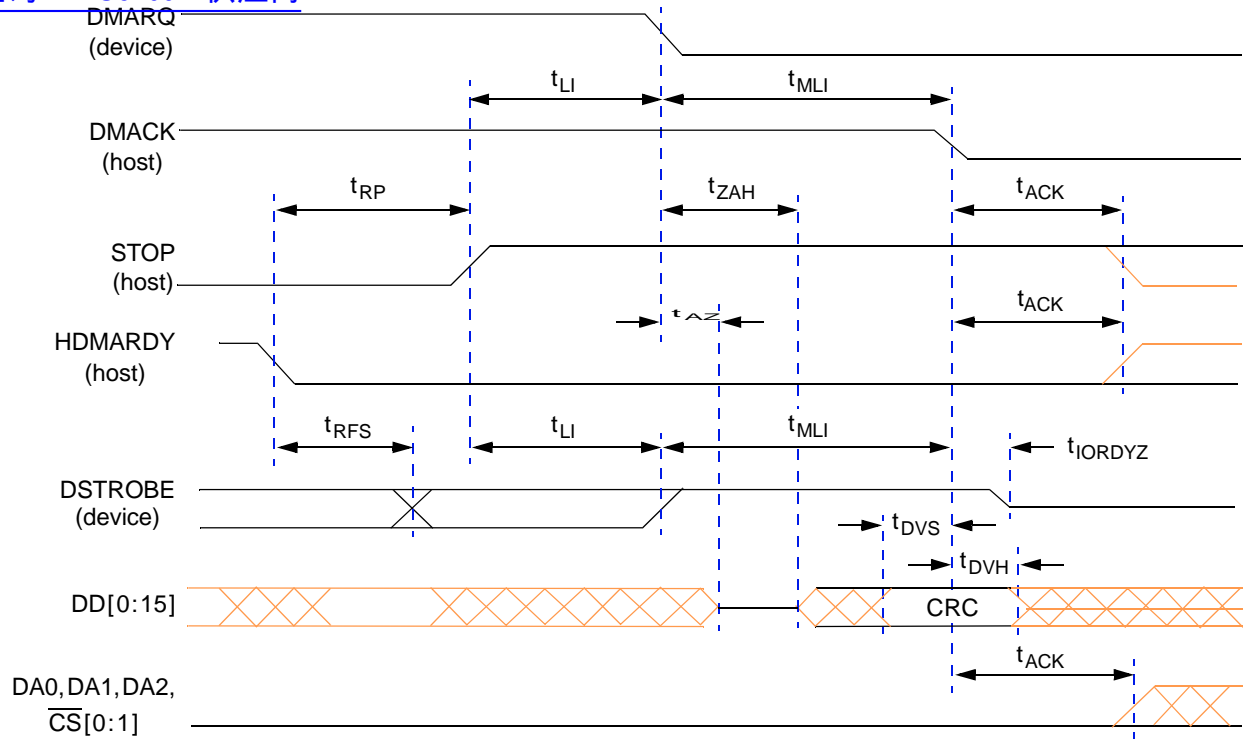 DMARQ
(device)
tLI
tMLI
DMACK
(host)
tRP
tZAH
tACK
STOP
(host)
tAZ
tACK
HDMARDY
(host)
tRFS
tLI
tMLI
tIORDYZ
DSTROBE
(device)
tDVS
tDVH
DD[0:15]
CRC
tACK
DA0,DA1,DA2,
CS[0:1]